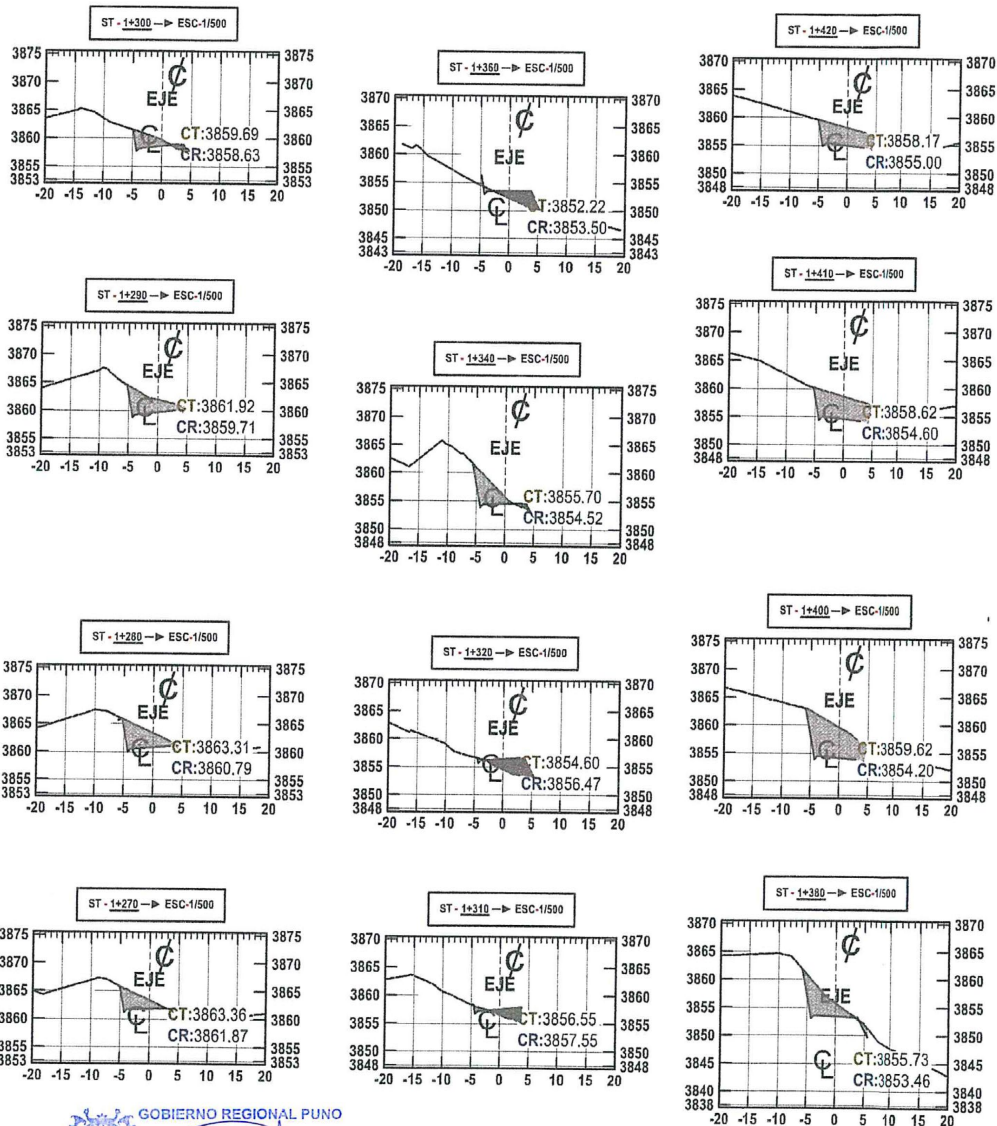 ST - 1+300 —► ESC-1/500
3875 3875
3870 3870
3865 3865
3860 3860
3855 3855
3853 3853
EJE
CT:3859.69
CR:3858.63
-20 -15 -10 -5 0 5 10 15 20
ST - 1+360 —► ESC-1/500
3870 3870
3865 3865
3860 3860
3855 3855
3850 3850
3845 3845
3843 3843
EJE
CT:3852.22
CR:3853.50
-20 -15 -10 -5 0 5 10 15 20
ST - 1+420 —► ESC-1/500
3870 3870
3865 3865
3860 3860
3855 3855
3850 3850
3848 3848
EJE
CT:3858.17
CR:3855.00
-20 -15 -10 -5 0 5 10 15 20
ST - 1+290 —► ESC-1/500
3875 3875
3870 3870
3865 3865
3860 3860
3855 3855
3853 3853
EJE
CT:3861.92
CR:3859.71
-20 -15 -10 -5 0 5 10 15 20
ST - 1+340 —► ESC-1/500
3875 3875
3870 3870
3865 3865
3860 3860
3855 3855
3850 3850
3848 3848
EJE
CT:3855.70
CR:3854.52
-20 -15 -10 -5 0 5 10 15 20
ST - 1+410 —► ESC-1/500
3875 3875
3870 3870
3865 3865
3860 3860
3855 3855
3850 3850
3848 3848
EJE
CT:3858.62
CR:3854.60
-20 -15 -10 -5 0 5 10 15 20
ST - 1+280 —► ESC-1/500
3875 3875
3870 3870
3865 3865
3860 3860
3855 3855
3853 3853
EJE
CT:3863.31
CR:3860.79
-20 -15 -10 -5 0 5 10 15 20
ST - 1+320 —► ESC-1/500
3870 3870
3865 3865
3860 3860
3855 3855
3850 3850
3848 3848
EJE
CT:3854.60
CR:3856.47
-20 -15 -10 -5 0 5 10 15 20
ST - 1+400 —► ESC-1/500
3875 3875
3870 3870
3865 3865
3860 3860
3855 3855
3850 3850
3848 3848
EJE
CT:3859.62
CR:3854.20
-20 -15 -10 -5 0 5 10 15 20
ST - 1+270 —► ESC-1/500
3875 3875
3870 3870
3865 3865
3860 3860
3855 3855
3853 3853
EJE
CT:3863.36
CR:3861.87
-20 -15 -10 -5 0 5 10 15 20
ST - 1+310 —► ESC-1/500
3870 3870
3865 3865
3860 3860
3855 3855
3850 3850
3848 3848
EJE
CT:3856.55
CR:3857.55
-20 -15 -10 -5 0 5 10 15 20
ST - 1+380 —► ESC-1/500
3870 3870
3865 3865
3860 3860
3855 3855
3850 3850
3845 3845
3840 3840
3838 3838
EJE
CT:3855.73
CR:3853.46
-20 -15 -10 -5 0 5 10 15 20
GOBIERNO REGIONAL PUNO